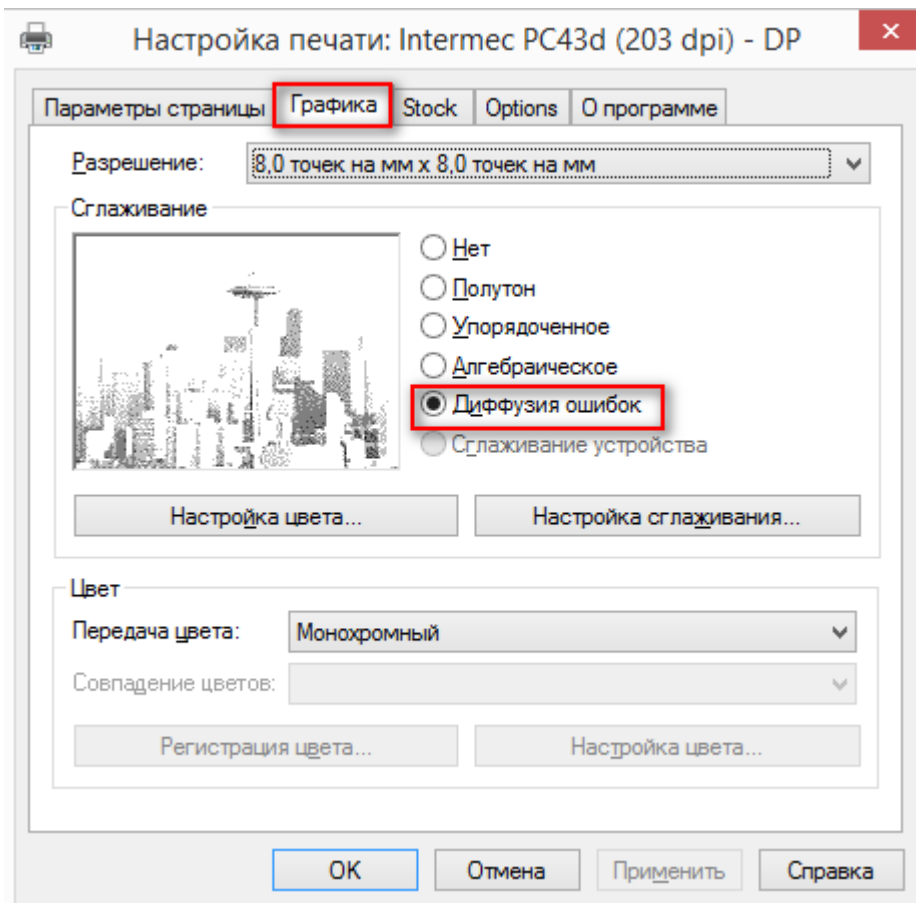 Настройка печати: Intermec PC43d (203 dpi) - DP
Параметры страницы Графика Stock Options О программе
Разрешение: 8,0 точек на мм x 8,0 точек на мм
Сглаживание
Нет
Полутон
Упорядоченное
Алгебраическое
Диффузия ошибок
Сглаживание устройства
Настройка цвета... Настройка сглаживания...
Цвет
Передача цвета: Монохромный
Совпадение цветов:
Регистрация цвета... Настройка цвета...
OK Отмена Применить Справка